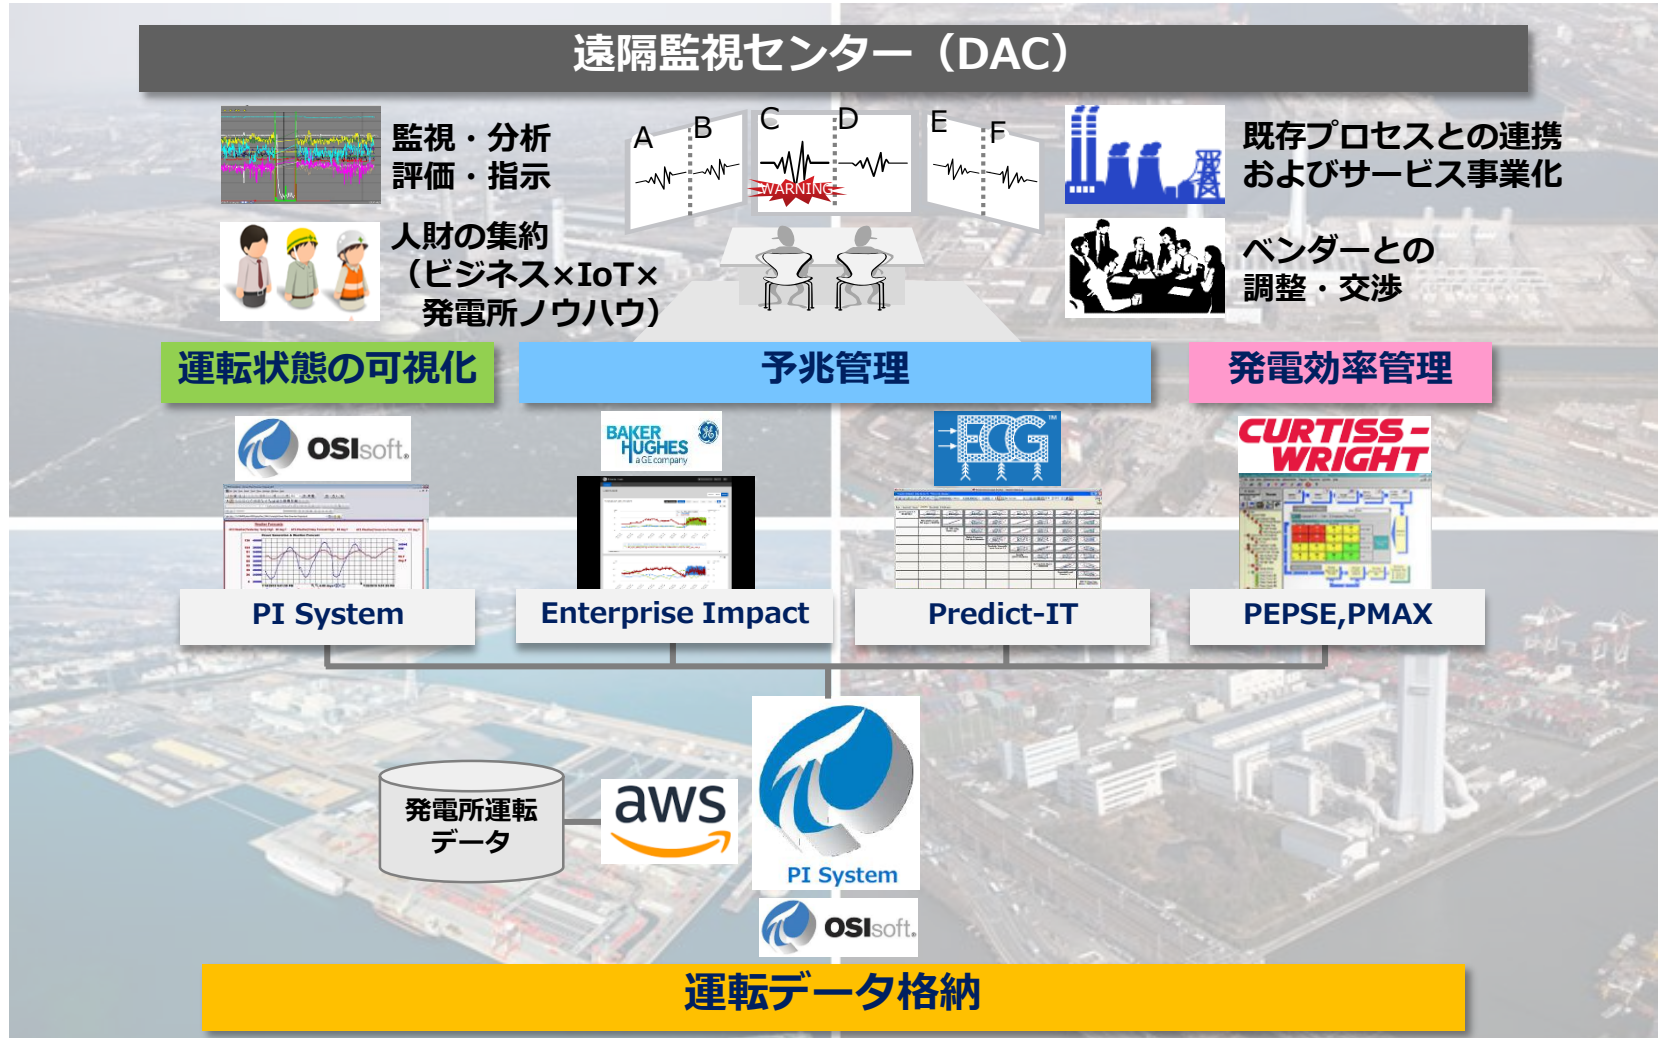 遠隔監視センター（DAC）
監視・分析
評価・指示
A
B
C
D
E
F
WARNING
既存プロセスとの連携
およびサービス事業化
人財の集約
（ビジネス×IoT×
発電所ノウハウ）
ベンダーとの
調整・交渉
運転状態の可視化
予兆管理
発電効率管理
OSIsoft.
BAKER
HUGHES
a GE company
GE
ECG™
CURTISS-
WRIGHT
PI System
Enterprise Impact
Predict-IT
PEPSE,PMAX
発電所運転
データ
aws
PI System
OSIsoft.
運転データ格納